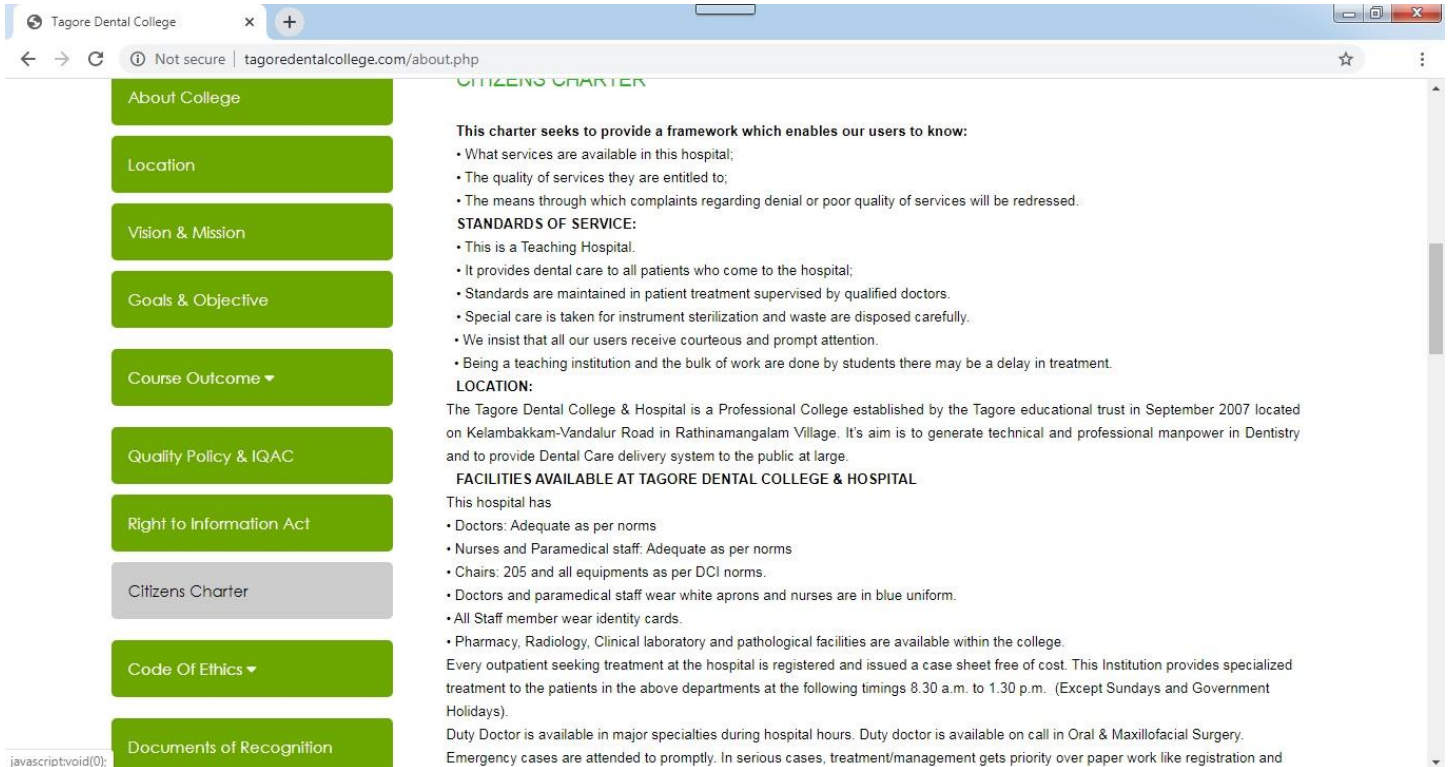 Tagore Dental College
Not secure | tagoredentalcollege.com/about.php
About College
Location
Vision & Mission
Goals & Objective
Course Outcome
Quality Policy & IQAC
Right to Information Act
Citizens Charter
Code Of Ethics
Documents of Recognition
javascript:void(0);
CITIZENS CHARTER
This charter seeks to provide a framework which enables our users to know:
• What services are available in this hospital;
• The quality of services they are entitled to;
• The means through which complaints regarding denial or poor quality of services will be redressed.
STANDARDS OF SERVICE:
• This is a Teaching Hospital.
• It provides dental care to all patients who come to the hospital;
• Standards are maintained in patient treatment supervised by qualified doctors.
• Special care is taken for instrument sterilization and waste are disposed carefully.
• We insist that all our users receive courteous and prompt attention.
• Being a teaching institution and the bulk of work are done by students there may be a delay in treatment.
LOCATION:
The Tagore Dental College & Hospital is a Professional College established by the Tagore educational trust in September 2007 located
on Kelambakkam-Vandalur Road in Rathinamangalam Village. It's aim is to generate technical and professional manpower in Dentistry
and to provide Dental Care delivery system to the public at large.
FACILITIES AVAILABLE AT TAGORE DENTAL COLLEGE & HOSPITAL
This hospital has
• Doctors: Adequate as per norms
• Nurses and Paramedical staff: Adequate as per norms
• Chairs: 205 and all equipments as per DCI norms.
• Doctors and paramedical staff wear white aprons and nurses are in blue uniform.
• All Staff member wear identity cards.
• Pharmacy, Radiology, Clinical laboratory and pathological facilities are available within the college.
Every outpatient seeking treatment at the hospital is registered and issued a case sheet free of cost. This Institution provides specialized
treatment to the patients in the above departments at the following timings 8.30 a.m. to 1.30 p.m. (Except Sundays and Government
Holidays).
Duty Doctor is available in major specialties during hospital hours. Duty doctor is available on call in Oral & Maxillofacial Surgery.
Emergency cases are attended to promptly. In serious cases, treatment/management gets priority over paper work like registration and